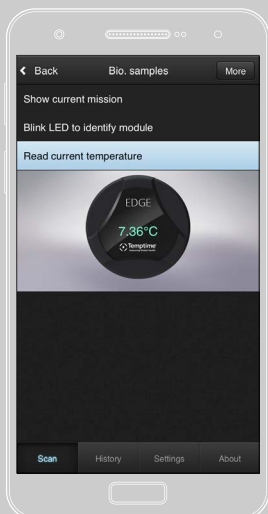 Back Bio. samples More
Show current mission
Blink LED to identify module
Read current temperature
EDGE
7.36°C
Temptime
Scan History Settings About